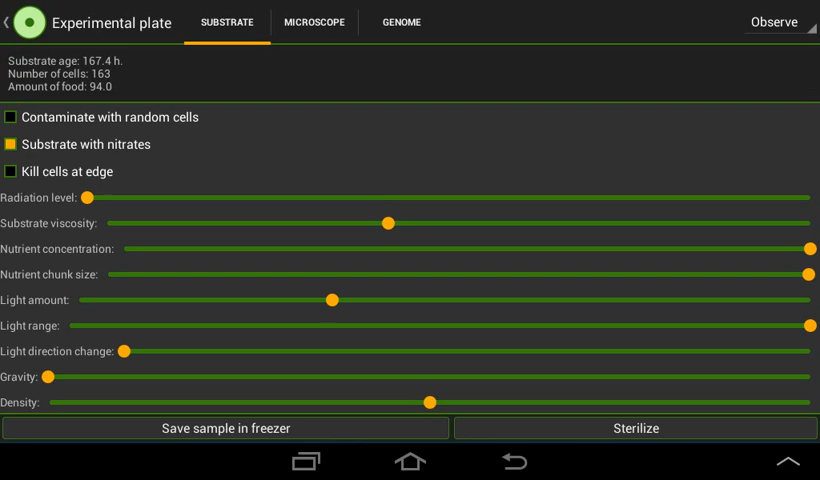 Experimental plate
SUBSTRATE
MICROSCOPE
GENOME
Observe
Substrate age: 167.4 h.
Number of cells: 163
Amount of food: 94.0
Contaminate with random cells
Substrate with nitrates
Kill cells at edge
Radiation level:
Substrate viscosity:
Nutrient concentration:
Nutrient chunk size:
Light amount:
Light range:
Light direction change:
Gravity:
Density:
Save sample in freezer
Sterilize